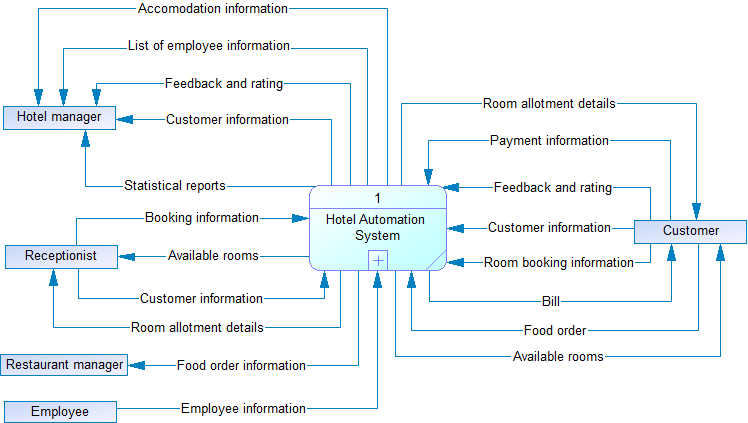 Accomodation information
List of employee information
Feedback and rating
Hotel manager
Customer information
Statistical reports
Room allotment details
Payment information
Feedback and rating
1
Hotel Automation
System
Booking information
Customer information
Customer
Receptionist
Available rooms
Room booking information
Customer information
Bill
Room allotment details
Food order
Available rooms
Restaurant manager
Food order information
Employee
Employee information